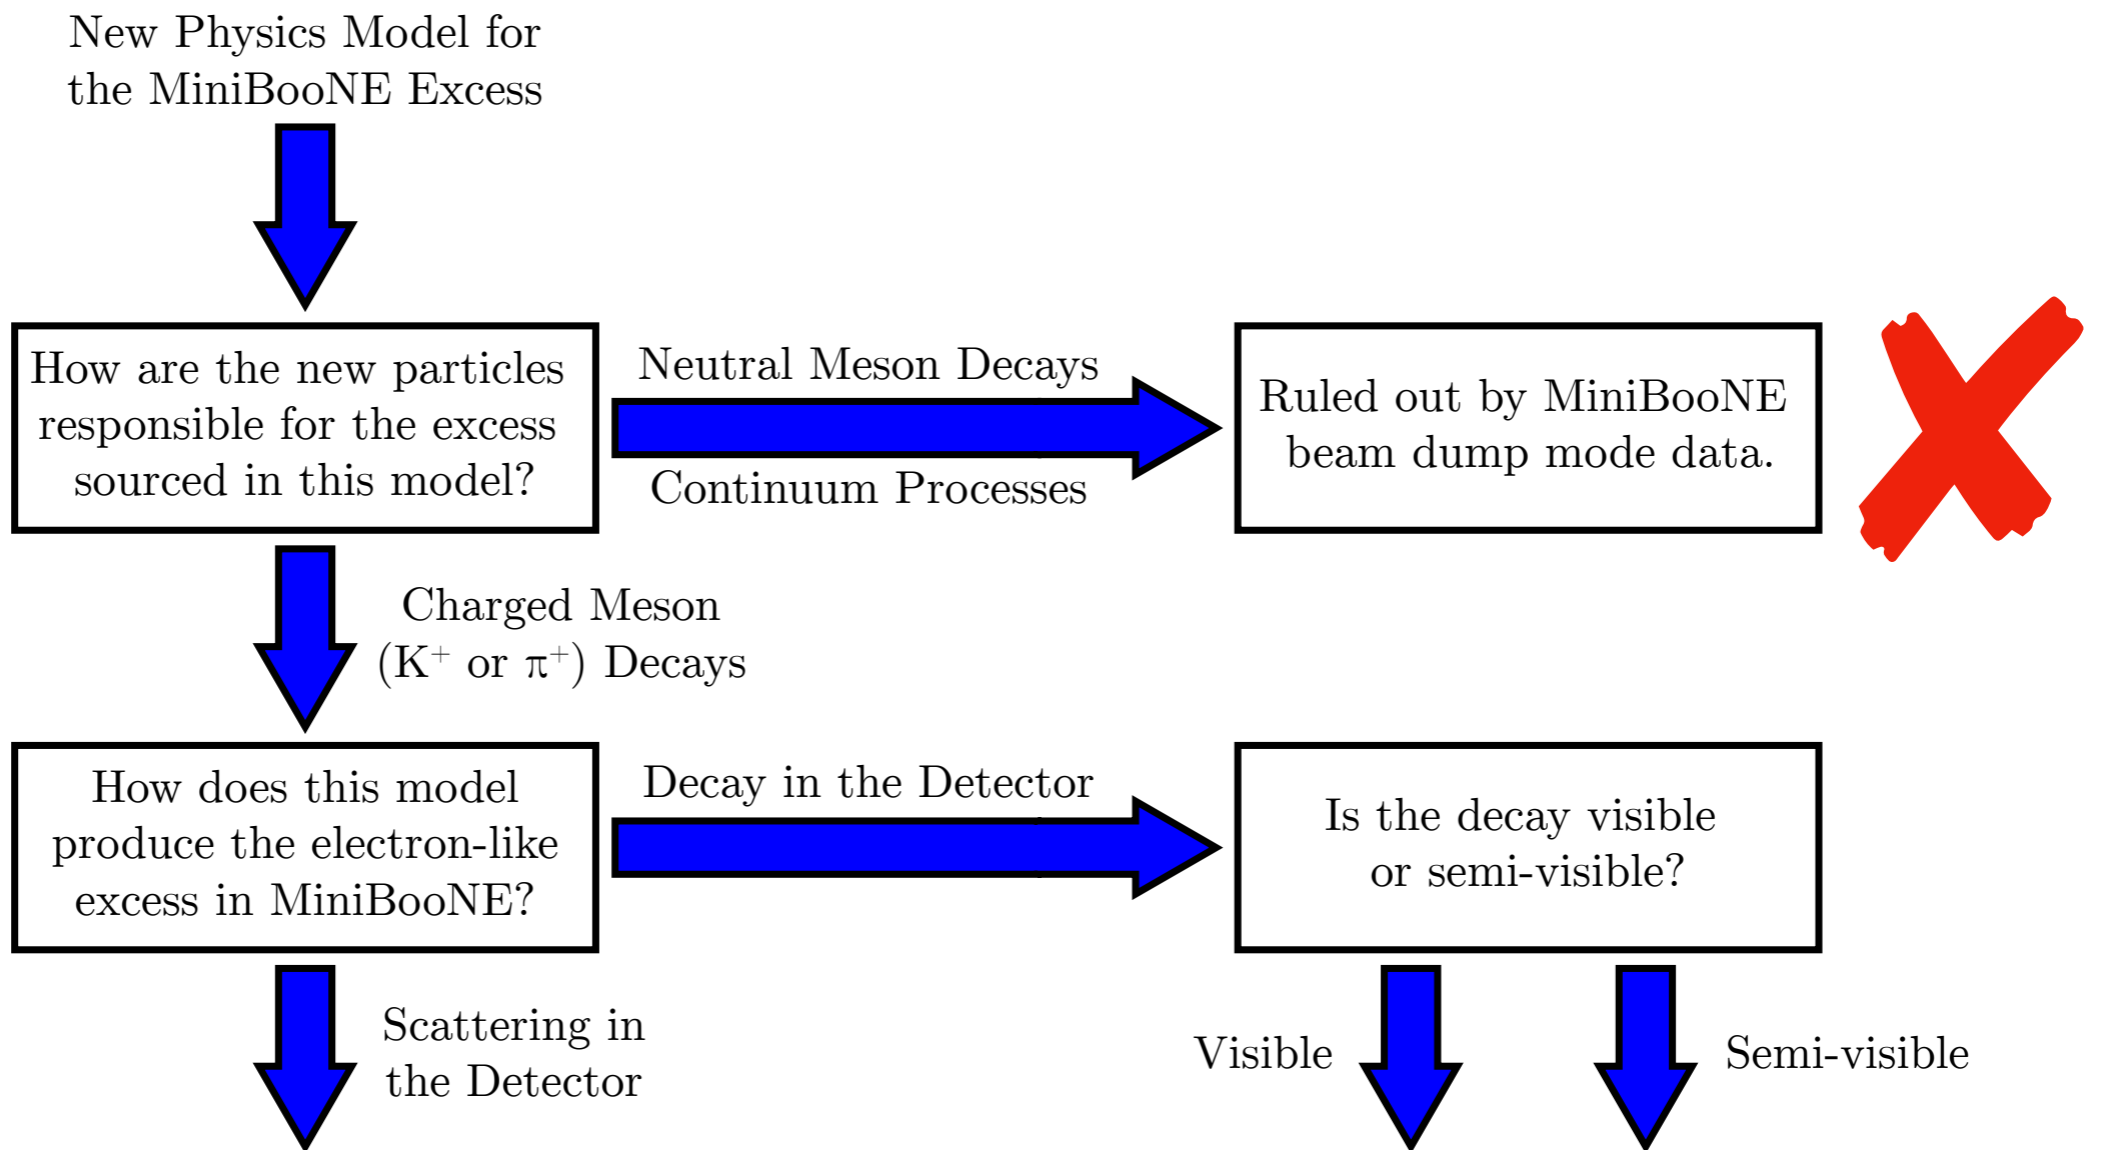 New Physics Model for
the MiniBooNE Excess
How are the new particles
responsible for the excess
sourced in this model?
Neutral Meson Decays
Continuum Processes
Ruled out by MiniBooNE
beam dump mode data.
Charged Meson
(K⁺ or π⁺) Decays
How does this model
produce the electron-like
excess in MiniBooNE?
Decay in the Detector
Is the decay visible
or semi-visible?
Scattering in
the Detector
Visible
Semi-visible